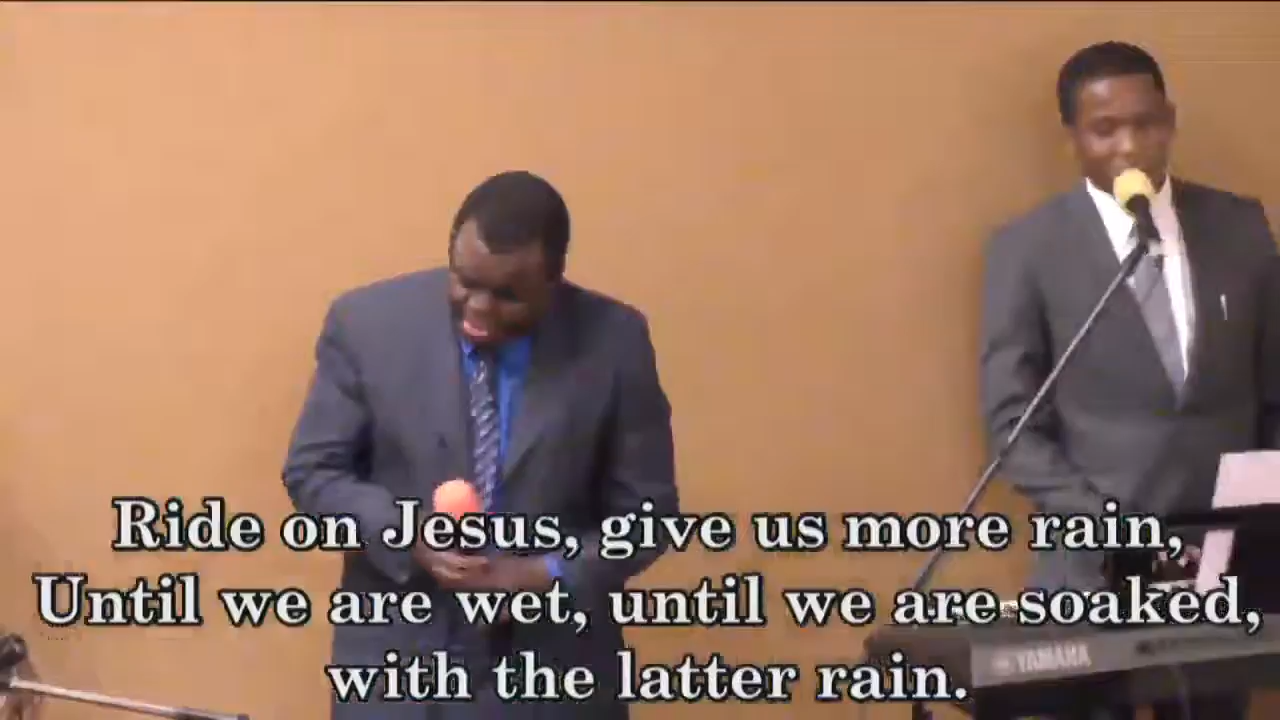 Ride on Jesus, give us more rain,
Until we are wet, until we are soaked,
with the latter rain.
YAMAHA